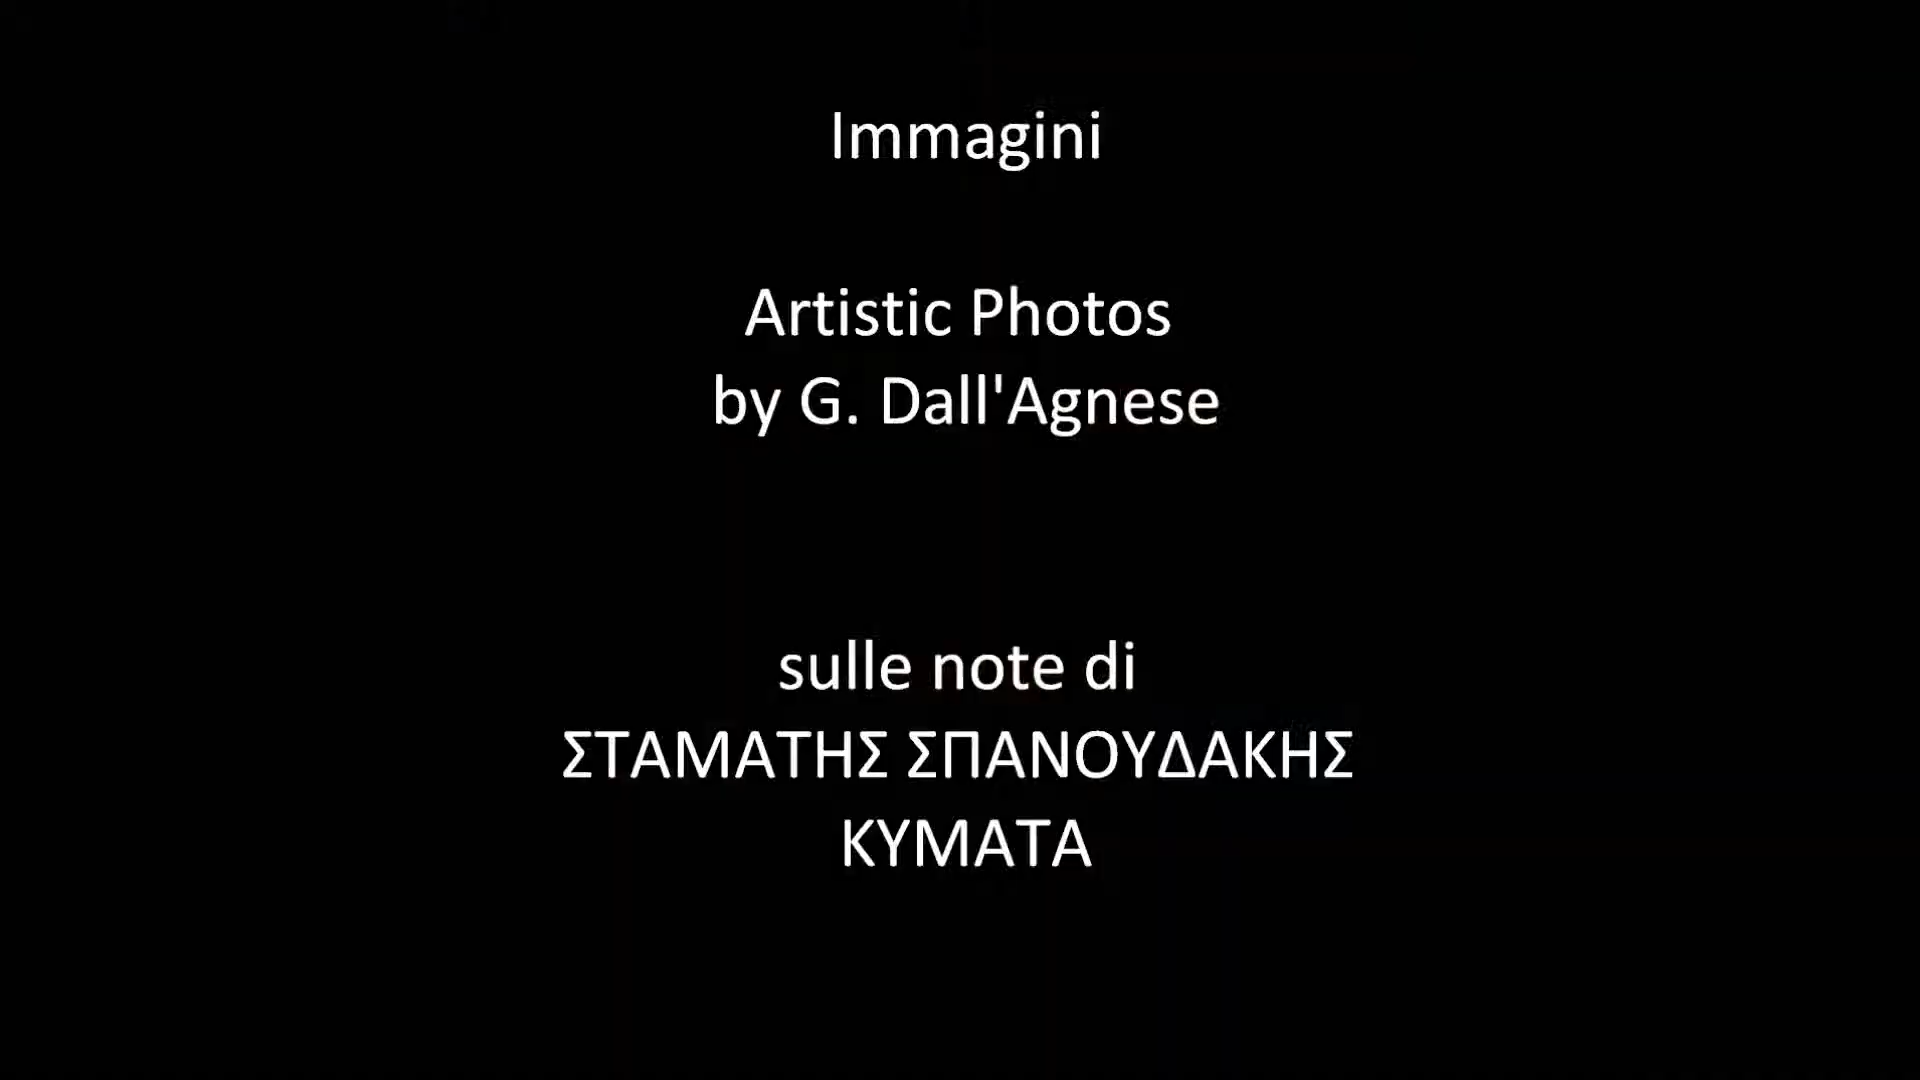 Immagini
Artistic Photos
by G. Dall'Agnese
sulle note di
ΣΤΑΜΑΤΗΣ ΣΠΑΝΟΥΔΑΚΗΣ
ΚΥΜΑΤΑ